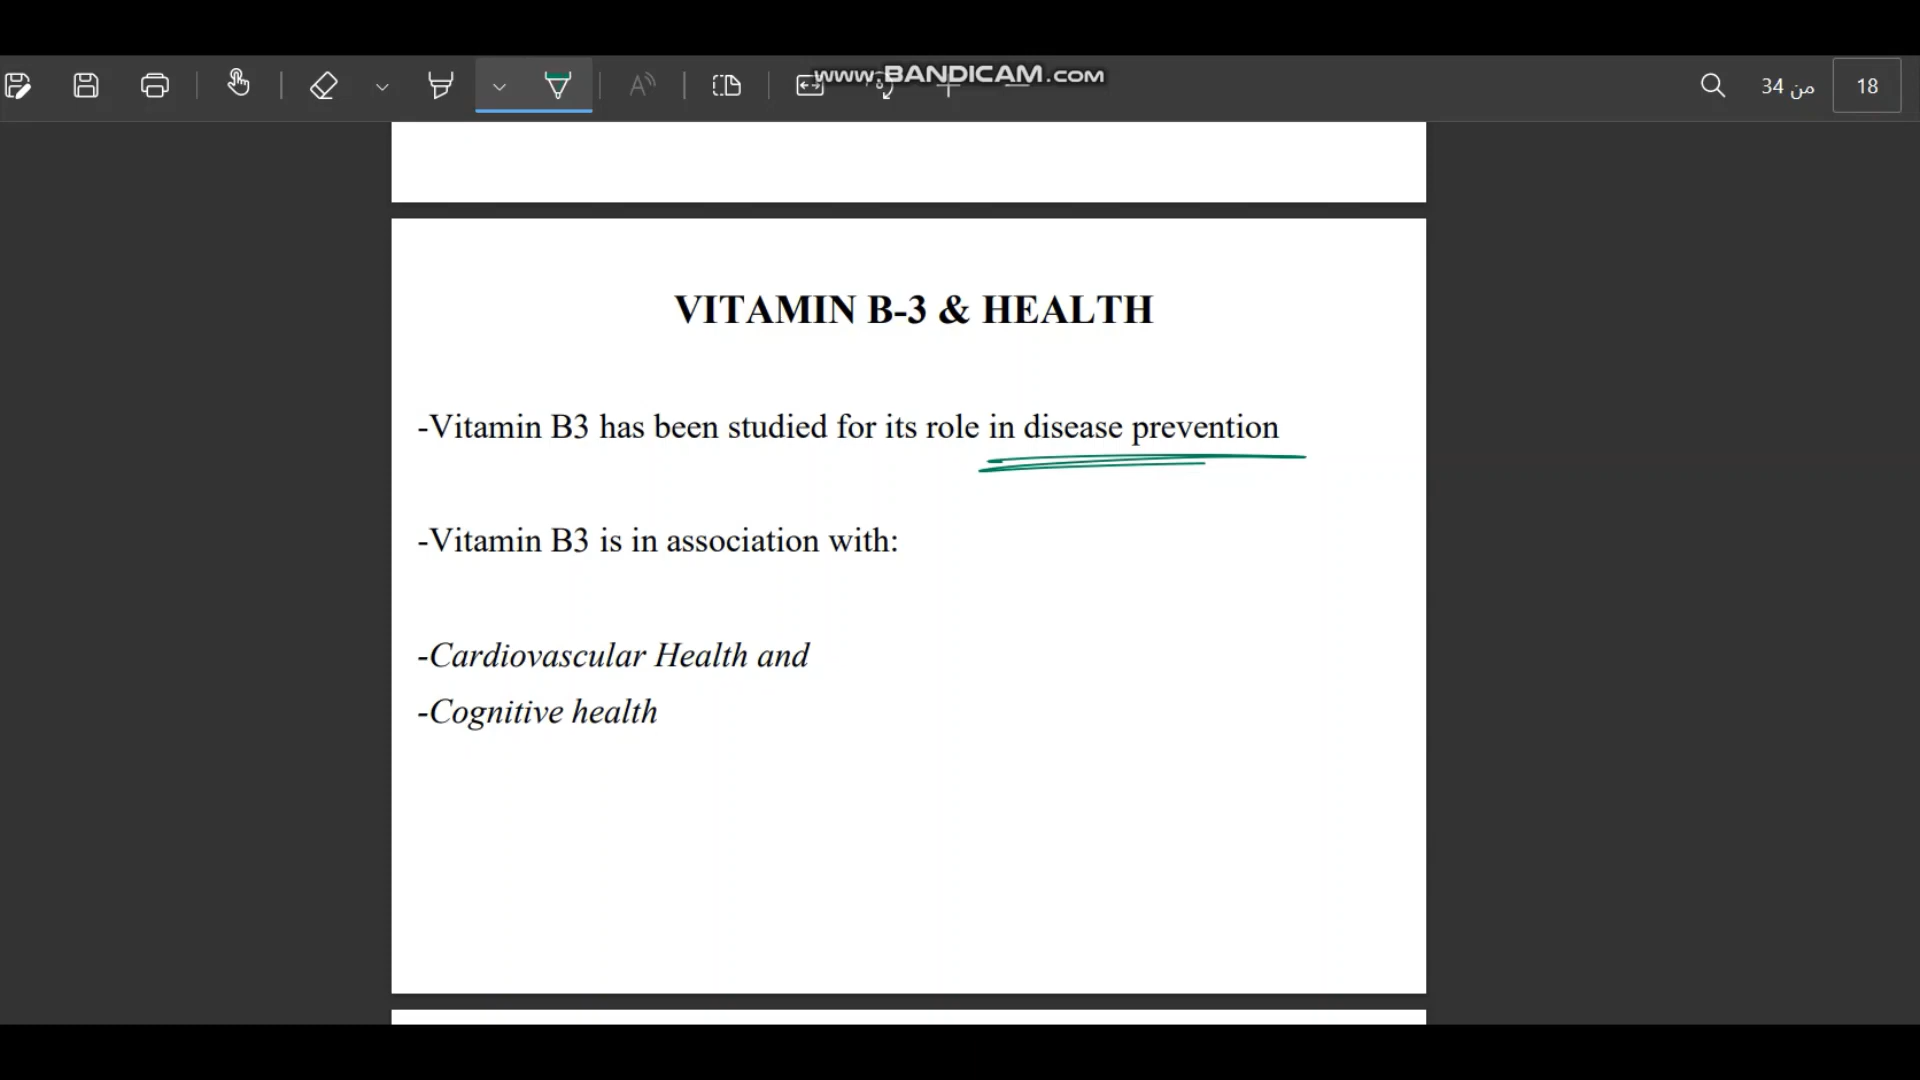 www.BANDICAM.com
18
من 34
VITAMIN B-3 & HEALTH
-Vitamin B3 has been studied for its role in disease prevention
-Vitamin B3 is in association with:
-Cardiovascular Health and
-Cognitive health